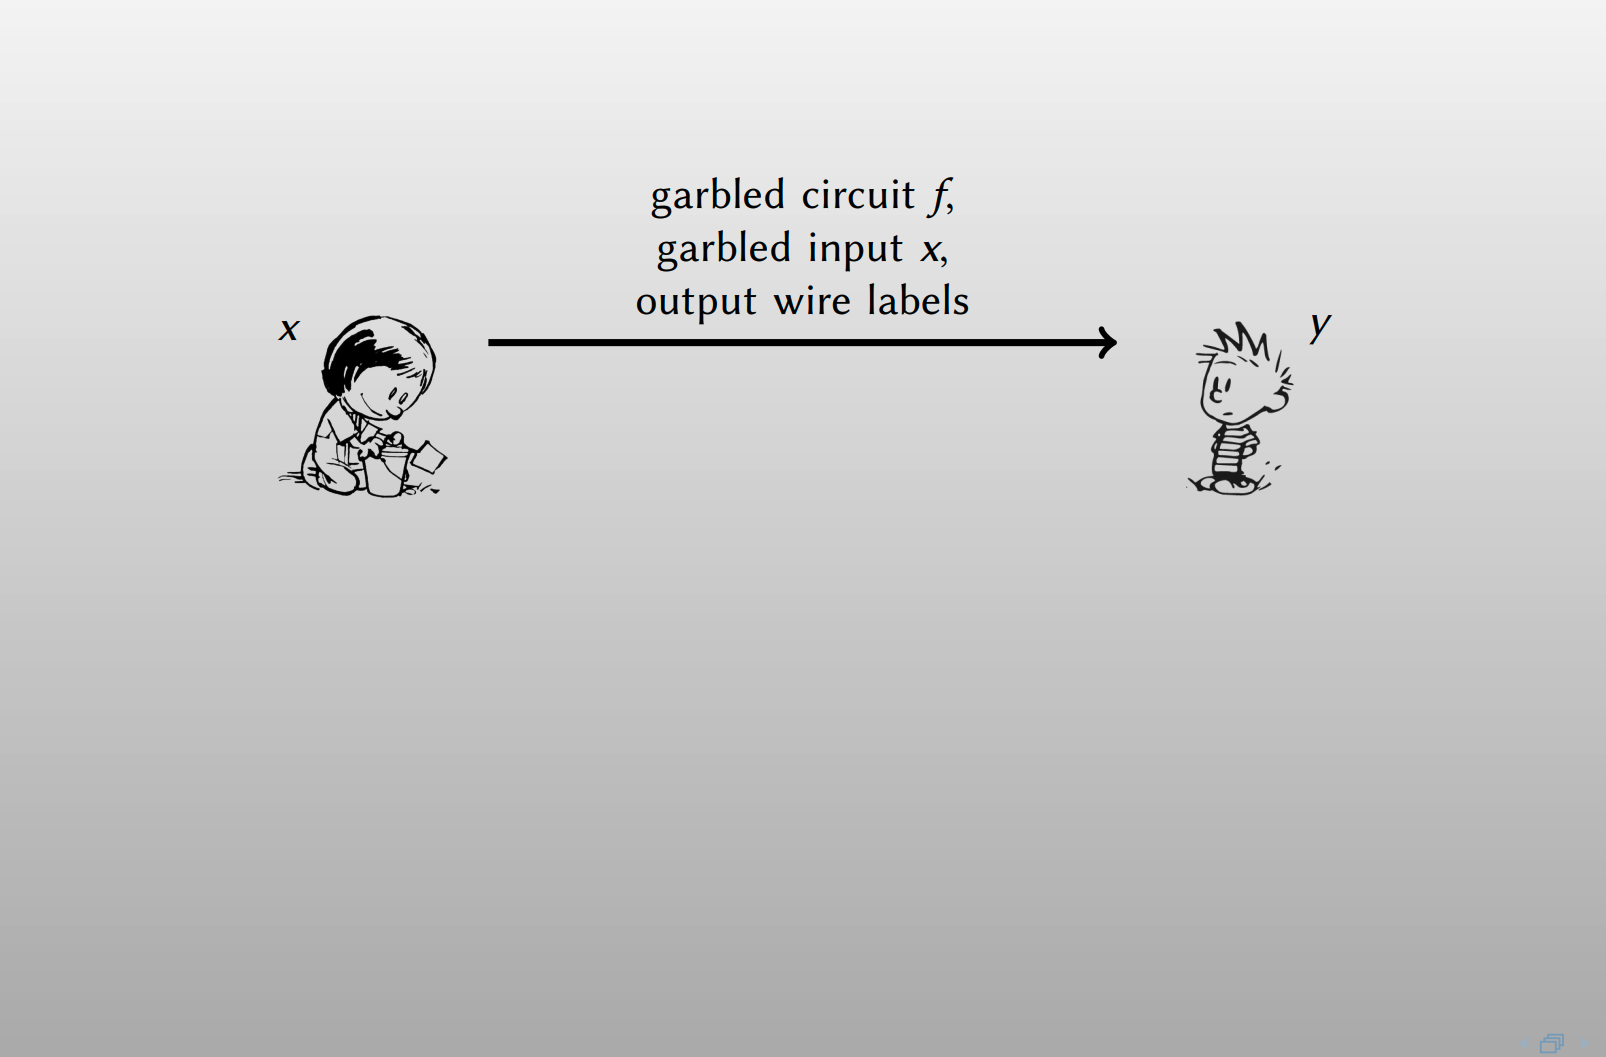 garbled circuit f,
garbled input x,
output wire labels
x
y